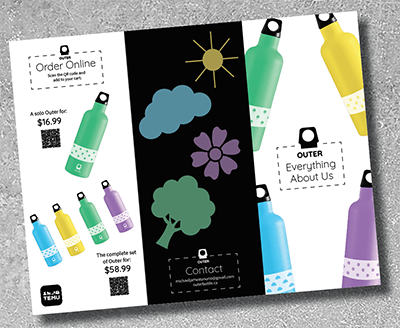 OUTER
Order Online
Scan the QR code and
add to your cart:
A solo Outer for:
$16.99
The complete set
of Outer for:
$58.99
TEMU
OUTER
Contact
OUTER
Everything
About Us